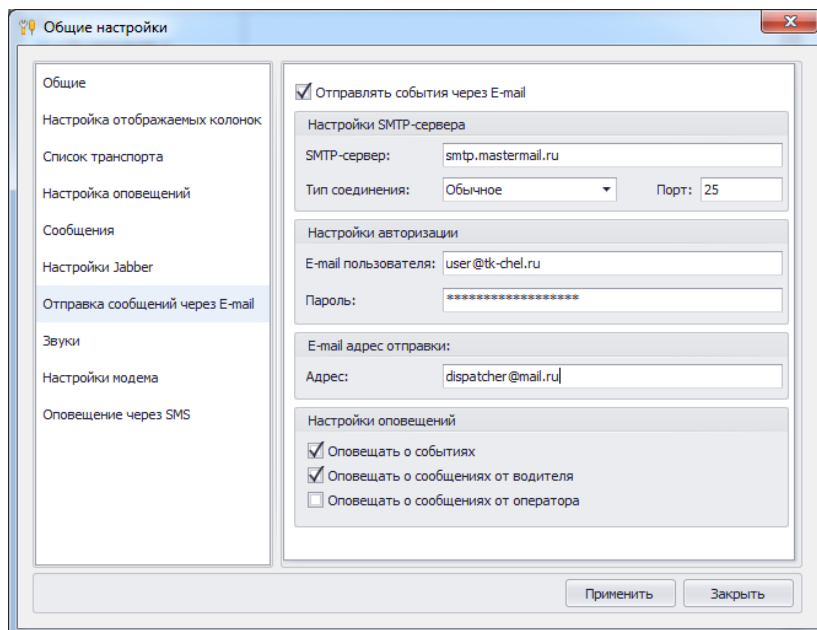 Общие настройки
Общие
Настройка отображаемых колонок
Список транспорта
Настройка оповещений
Сообщения
Настройки Jabber
Отправка сообщений через E-mail
Звуки
Настройки модема
Оповещение через SMS
Отправлять события через E-mail
Настройки SMTP-сервера
SMTP-сервер: smtp.mastermail.ru
Тип соединения: Обычное Порт: 25
Настройки авторизации
E-mail пользователя: user@tk-chel.ru
Пароль: ******************
E-mail адрес отправки:
Адрес: dispatcher@mail.ru
Настройки оповещений
Оповещать о событиях
Оповещать о сообщениях от водителя
Оповещать о сообщениях от оператора
Применить Закрыть